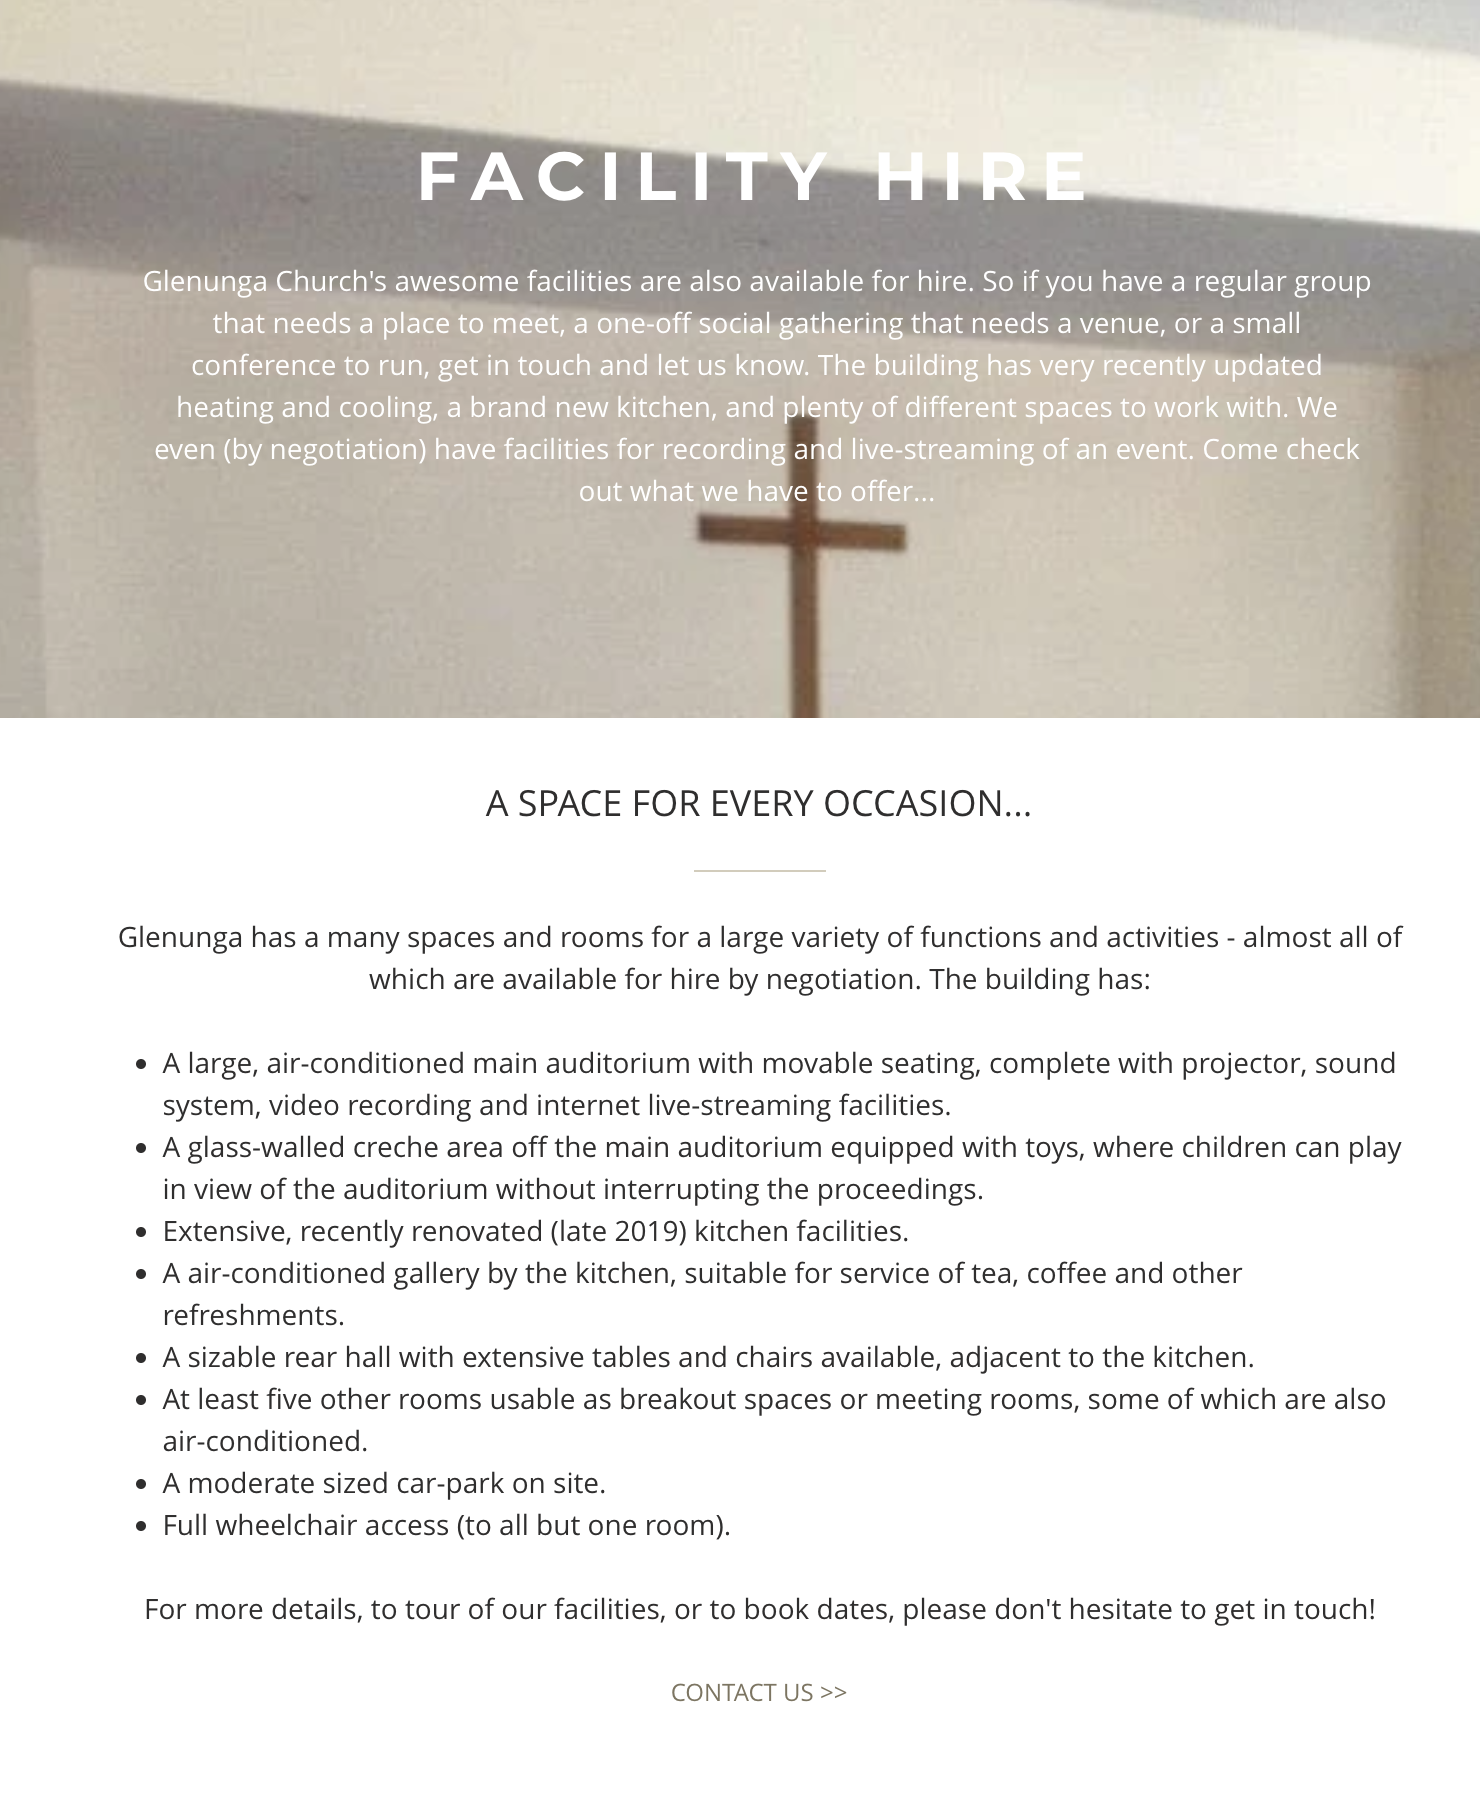 FACILITY HIRE
Glenunga Church's awesome facilities are also available for hire. So if you have a regular group
that needs a place to meet, a one-off social gathering that needs a venue, or a small
conference to run, get in touch and let us know. The building has very recently updated
heating and cooling, a brand new kitchen, and plenty of different spaces to work with. We
even (by negotiation) have facilities for recording and live-streaming of an event. Come check
out what we have to offer...
A SPACE FOR EVERY OCCASION...
Glenunga has a many spaces and rooms for a large variety of functions and activities - almost all of
which are available for hire by negotiation. The building has:
• A large, air-conditioned main auditorium with movable seating, complete with projector, sound
system, video recording and internet live-streaming facilities.
• A glass-walled creche area off the main auditorium equipped with toys, where children can play
in view of the auditorium without interrupting the proceedings.
• Extensive, recently renovated (late 2019) kitchen facilities.
• A air-conditioned gallery by the kitchen, suitable for service of tea, coffee and other
refreshments.
• A sizable rear hall with extensive tables and chairs available, adjacent to the kitchen.
• At least five other rooms usable as breakout spaces or meeting rooms, some of which are also
air-conditioned.
• A moderate sized car-park on site.
• Full wheelchair access (to all but one room).
For more details, to tour of our facilities, or to book dates, please don't hesitate to get in touch!
CONTACT US >>